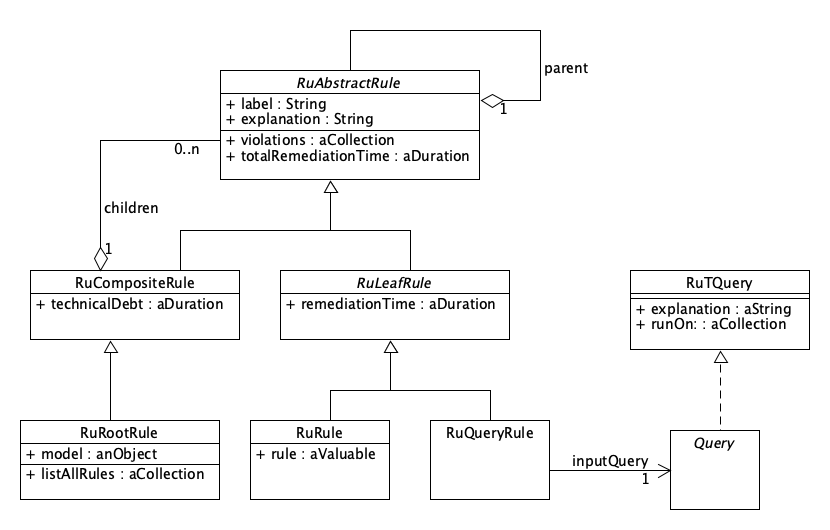 parent
RuAbstractRule
+ label : String
+ explanation : String
1
+ violations : aCollection
+ totalRemediationTime : aDuration
0..n
children
1
RuCompositeRule
+ technicalDebt : aDuration
RuLeafRule
+ remediationTime : aDuration
RuTQuery
+ explanation : aString
+ runOn: : aCollection
RuRootRule
+ model : anObject
+ listAllRules : aCollection
RuRule
+ rule : aValuable
RuQueryRule
inputQuery
1
Query